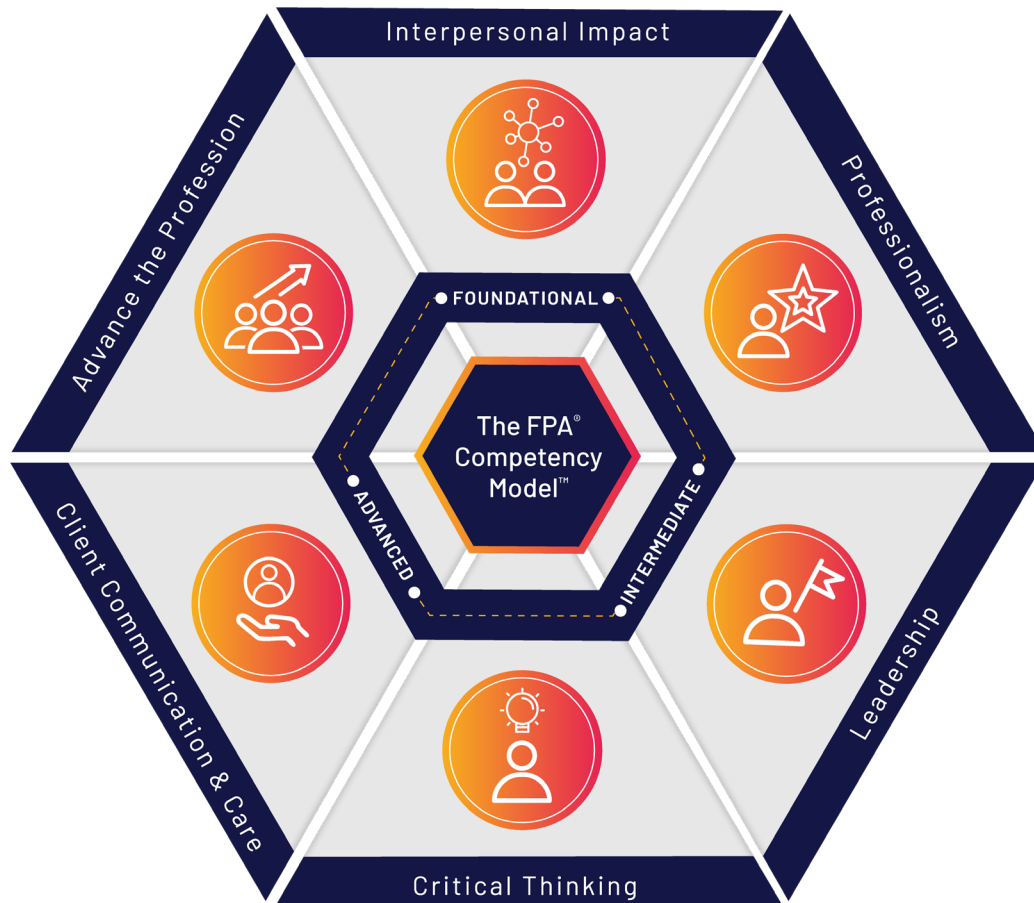 Interpersonal Impact
Advance the Profession
Professionalism
FOUNDATIONAL
The FPA®
Competency
Model™
ADVANCED
INTERMEDIATE
Client Communication & Care
Leadership
Critical Thinking